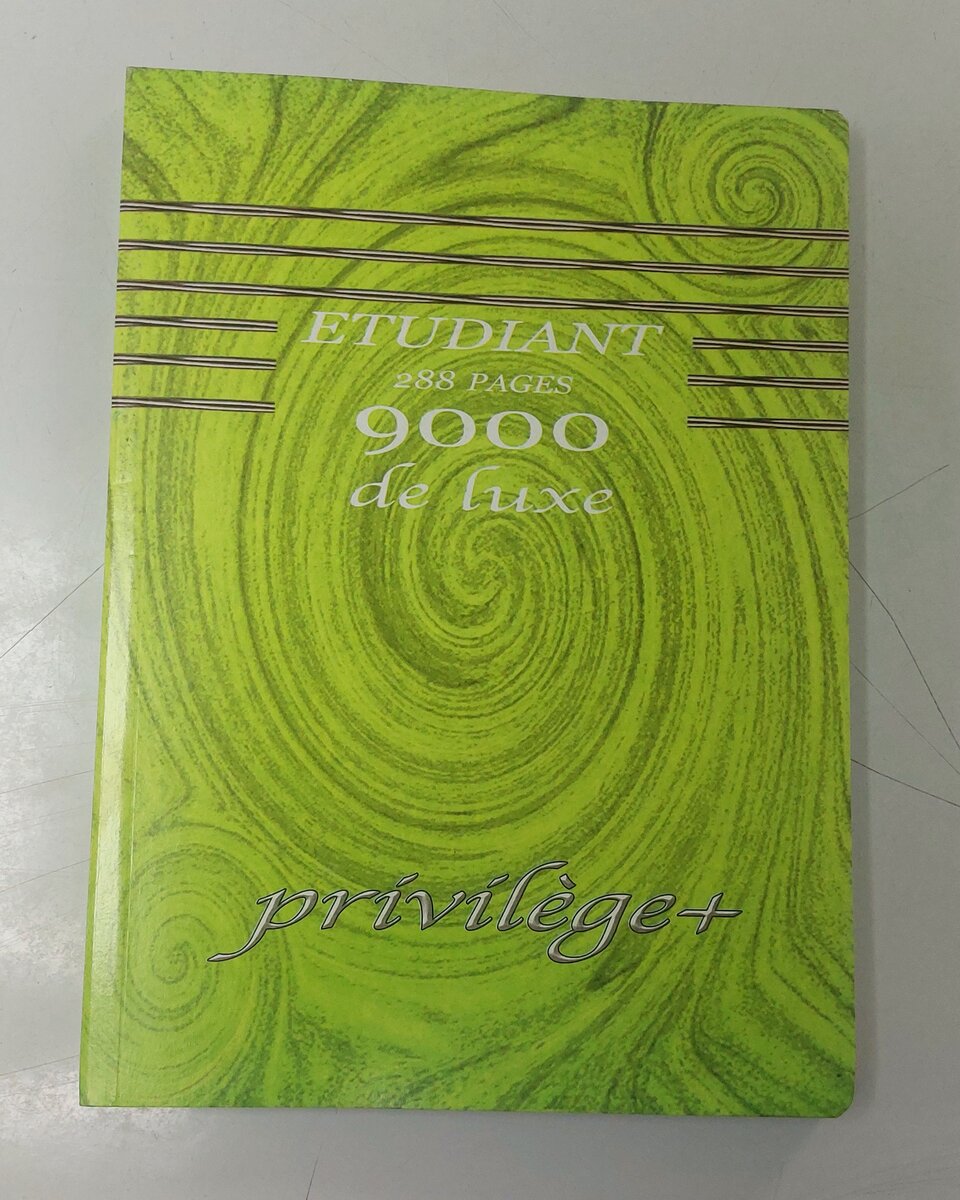 ETUDIANT
288 PAGES
9000
de luxe
privilège+